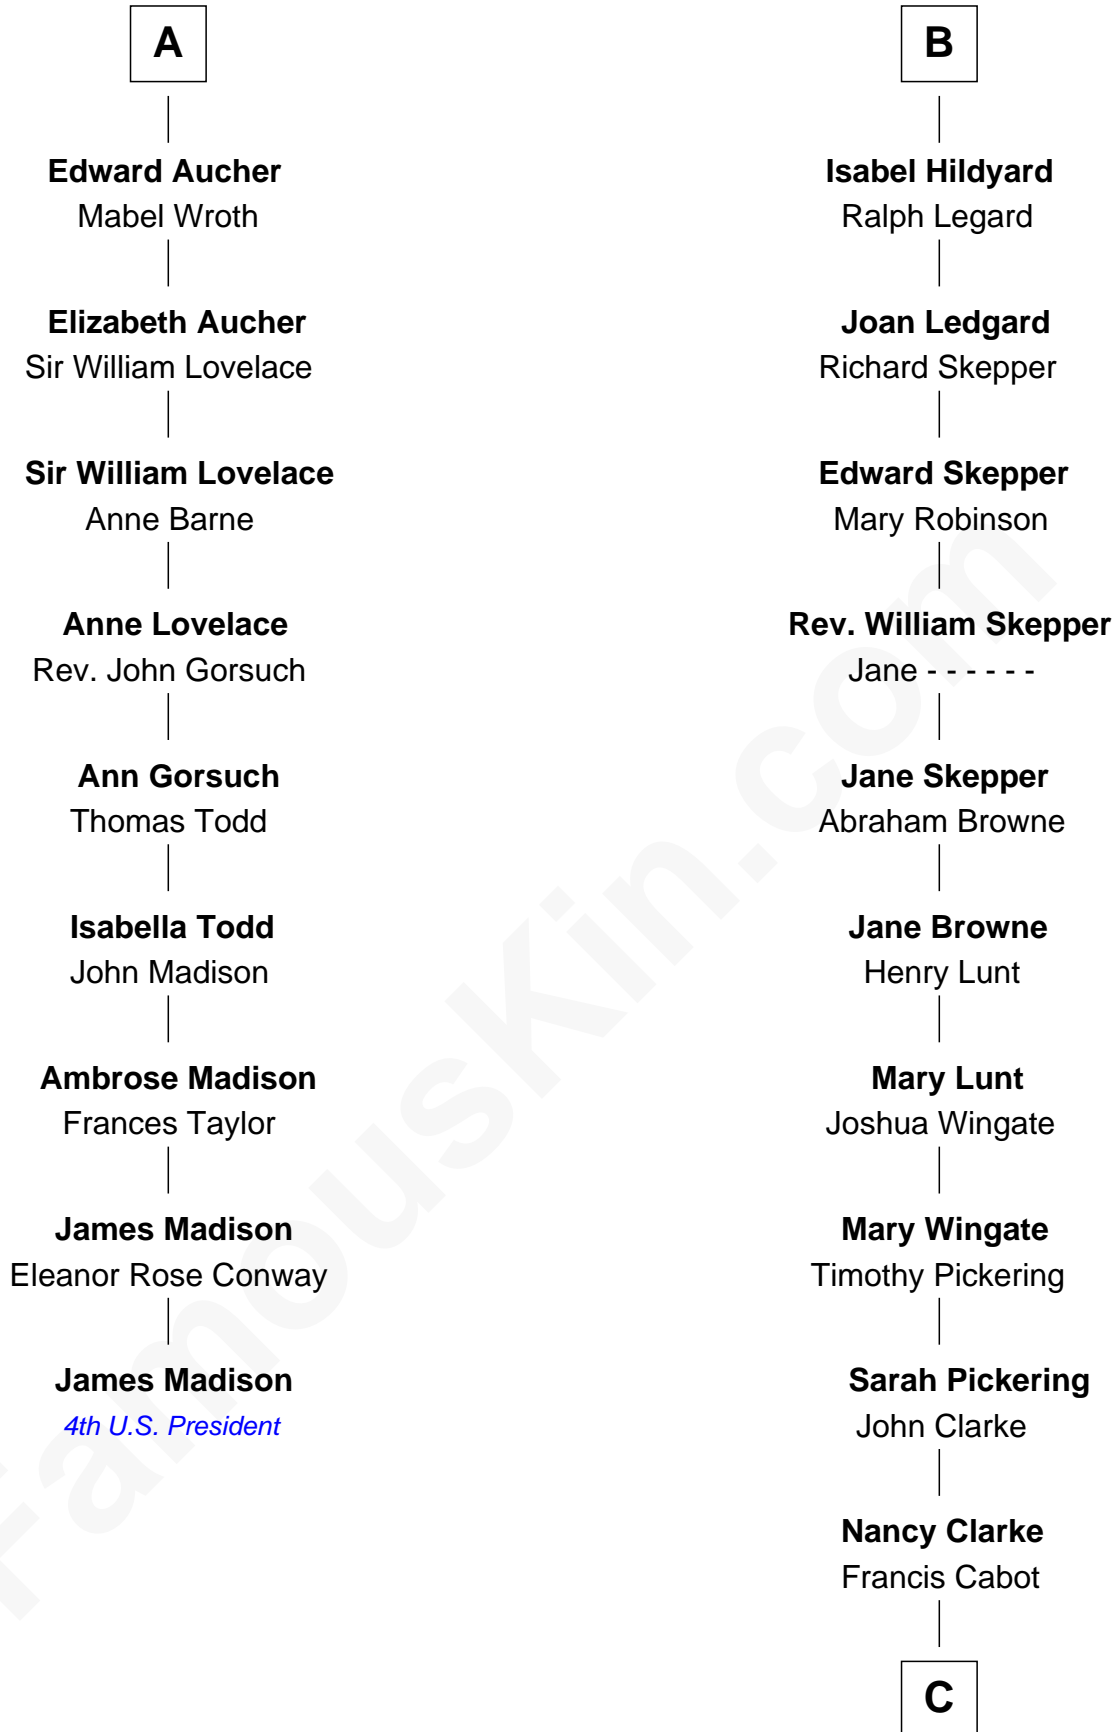 A
Edward Aucher
Mabel Wroth
Elizabeth Aucher
Sir William Lovelace
Sir William Lovelace
Anne Barne
Anne Lovelace
Rev. John Gorsuch
Ann Gorsuch
Thomas Todd
Isabella Todd
John Madison
Ambrose Madison
Frances Taylor
James Madison
Eleanor Rose Conway
James Madison
4th U.S. President
B
Isabel Hildyard
Ralph Legard
Joan Ledgard
Richard Skepper
Edward Skepper
Mary Robinson
Rev. William Skepper
Jane - - - - - -
Jane Skepper
Abraham Browne
Jane Browne
Henry Lunt
Mary Lunt
Joshua Wingate
Mary Wingate
Timothy Pickering
Sarah Pickering
John Clarke
Nancy Clarke
Francis Cabot
C
FamousKin.com